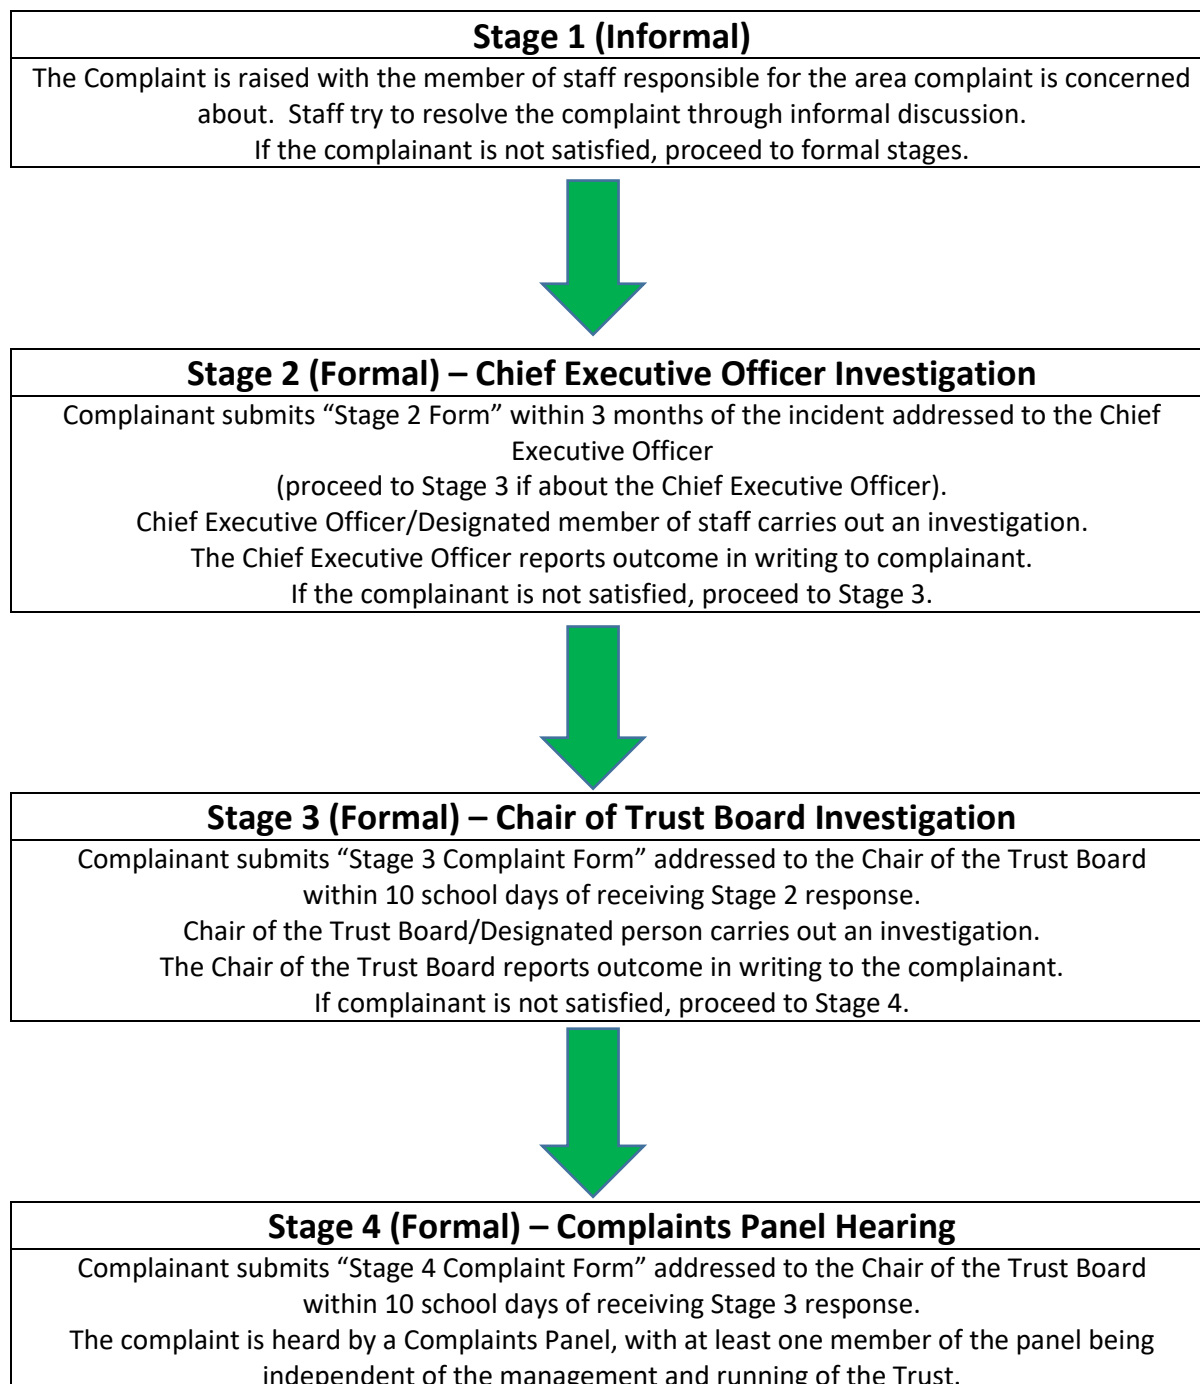 Stage 1 (Informal)
The Complaint is raised with the member of staff responsible for the area complaint is concerned
about.  Staff try to resolve the complaint through informal discussion.
If the complainant is not satisfied, proceed to formal stages.
Stage 2 (Formal) – Chief Executive Officer Investigation
Complainant submits “Stage 2 Form” within 3 months of the incident addressed to the Chief
Executive Officer
(proceed to Stage 3 if about the Chief Executive Officer).
Chief Executive Officer/Designated member of staff carries out an investigation.
The Chief Executive Officer reports outcome in writing to complainant.
If the complainant is not satisfied, proceed to Stage 3.
Stage 3 (Formal) – Chair of Trust Board Investigation
Complainant submits “Stage 3 Complaint Form” addressed to the Chair of the Trust Board
within 10 school days of receiving Stage 2 response.
Chair of the Trust Board/Designated person carries out an investigation.
The Chair of the Trust Board reports outcome in writing to the complainant.
If complainant is not satisfied, proceed to Stage 4.
Stage 4 (Formal) – Complaints Panel Hearing
Complainant submits “Stage 4 Complaint Form” addressed to the Chair of the Trust Board
within 10 school days of receiving Stage 3 response.
The complaint is heard by a Complaints Panel, with at least one member of the panel being
independent of the management and running of the Trust.